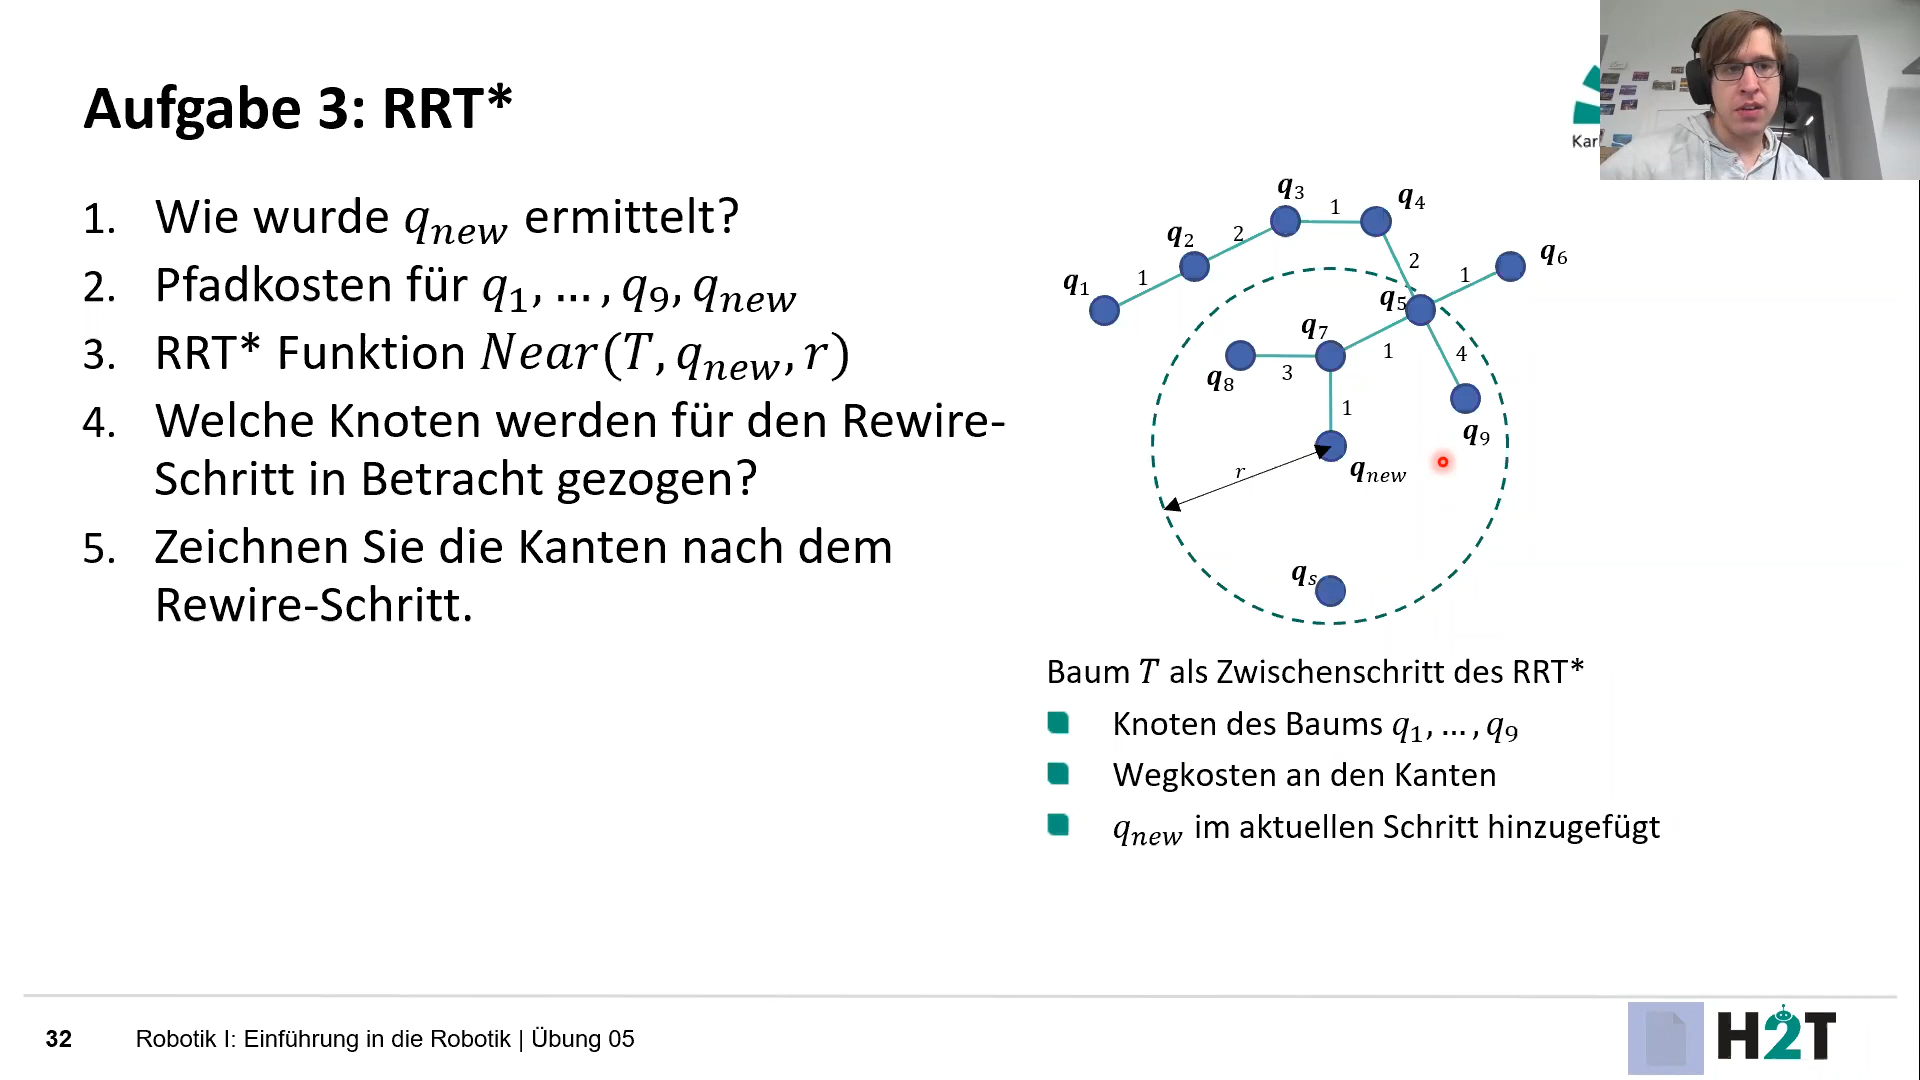 Aufgabe 3: RRT*
1. Wie wurde q_new ermittelt?
2. Pfadkosten für q_1, … , q_9, q_new
3. RRT* Funktion Near(T, q_new, r)
4. Welche Knoten werden für den Rewire-
Schritt in Betracht gezogen?
5. Zeichnen Sie die Kanten nach dem
Rewire-Schritt.
Kar
q_3
1
q_4
q_2
2
2
q_6
q_1
1
1
q_5
q_7
1
4
q_8
3
1
q_9
r
q_new
q_s
Baum T als Zwischenschritt des RRT*
Knoten des Baums q_1, … , q_9
Wegkosten an den Kanten
q_new im aktuellen Schritt hinzugefügt
32
Robotik I: Einführung in die Robotik | Übung 05
H2T